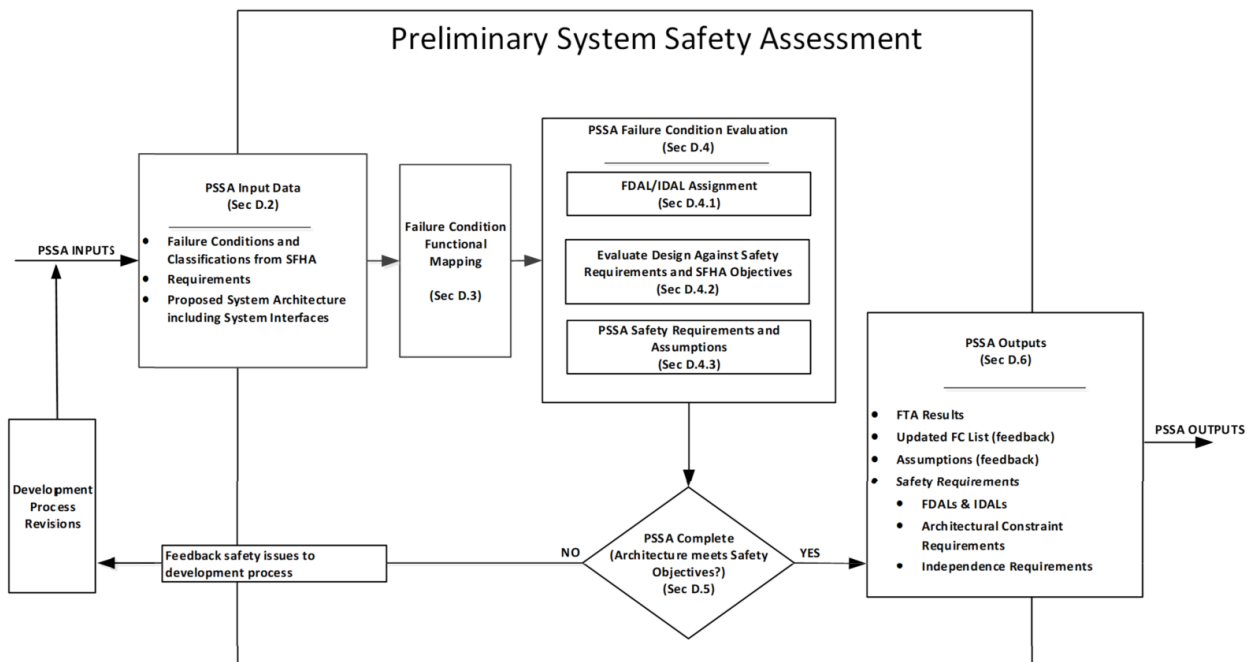 Preliminary System Safety Assessment
PSSA INPUTS
PSSA Input Data
(Sec D.2)
• Failure Conditions and
Classifications from SFHA
• Requirements
• Proposed System Architecture
including System Interfaces
Failure Condition
Functional
Mapping
(Sec D.3)
PSSA Failure Condition Evaluation
(Sec D.4)
FDAL/IDAL Assignment
(Sec D.4.1)
Evaluate Design Against Safety
Requirements and SFHA Objectives
(Sec D.4.2)
PSSA Safety Requirements and
Assumptions
(Sec D.4.3)
PSSA Complete
(Architecture meets Safety
Objectives?)
(Sec D.5)
NO
YES
Feedback safety issues to
development process
Development
Process
Revisions
PSSA Outputs
(Sec D.6)
• FTA Results
• Updated FC List (feedback)
• Assumptions (feedback)
• Safety Requirements
• FDALs & IDALs
• Architectural Constraint
Requirements
• Independence Requirements
PSSA OUTPUTS